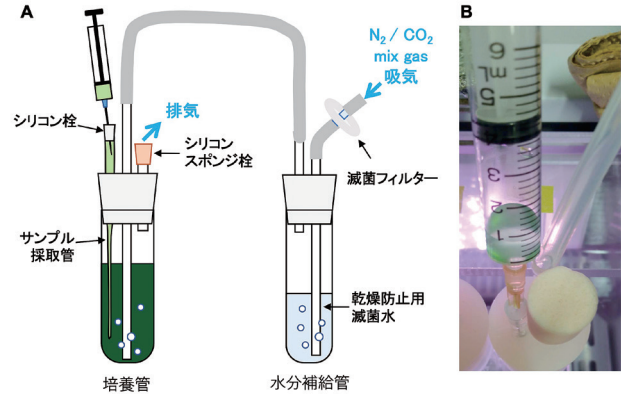 A
N2 / CO2
mix gas
吸気
排気
シリコン栓
シリコン
スポンジ栓
滅菌フィルター
サンプル
採取管
乾燥防止用
滅菌水
培養管
水分補給管
B
6
mL
5
3
2
1